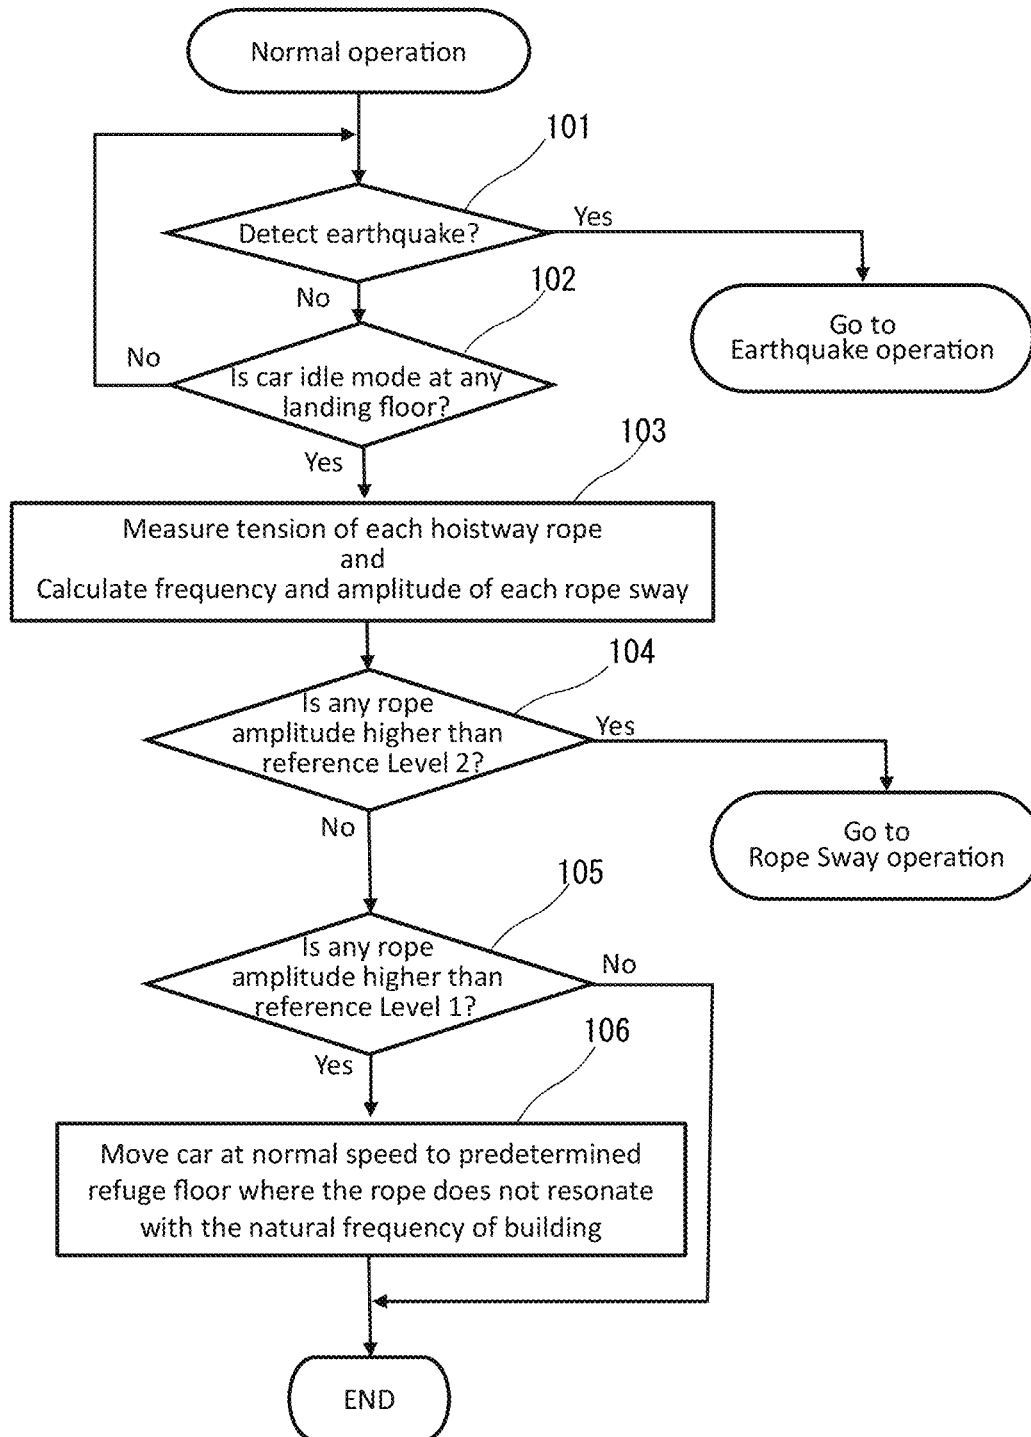 Normal operation
101
Detect earthquake?
Yes
No
102
Go to
Earthquake operation
No
Is car idle mode at any
landing floor?
Yes
103
Measure tension of each hoistway rope
and
Calculate frequency and amplitude of each rope sway
104
Is any rope
amplitude higher than
reference Level 2?
Yes
No
Go to
Rope Sway operation
105
Is any rope
amplitude higher than
reference Level 1?
No
Yes
106
Move car at normal speed to predetermined
refuge floor where the rope does not resonate
with the natural frequency of building
END